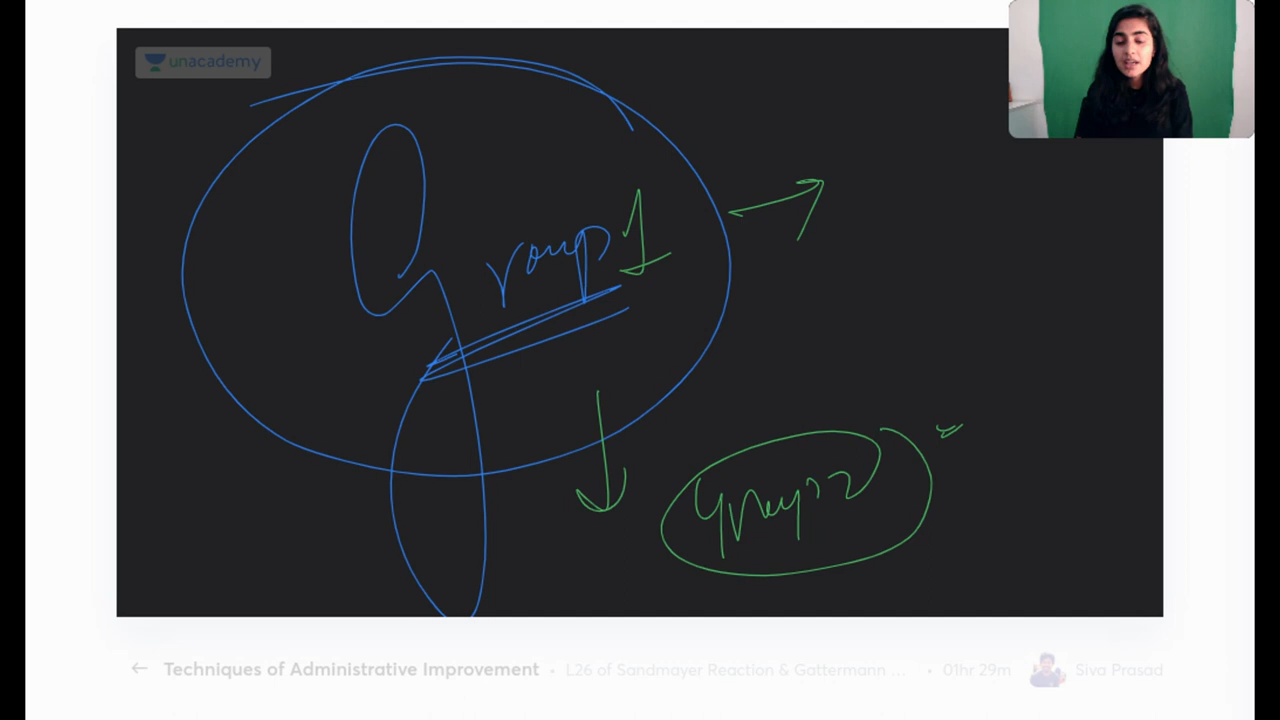 unacademy
Group 1
Group 2
Techniques of Administrative Improvement • L26 of Sandmayer Reaction & Gattermann ... • 01hr 29m Siva Prasad